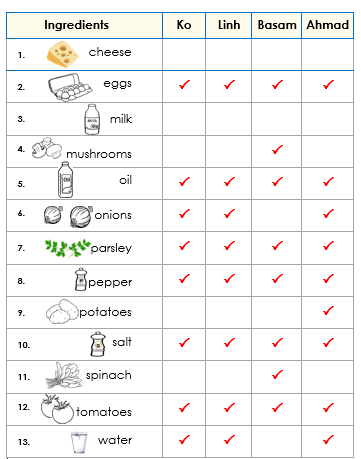 Ingredients Ko Linh Basam Ahmad
1. cheese
2. eggs ✓ ✓ ✓ ✓
3. milk
4. mushrooms ✓
5. oil ✓ ✓ ✓ ✓
6. onions ✓ ✓ ✓
7. parsley ✓ ✓ ✓ ✓
8. pepper ✓ ✓ ✓ ✓
9. potatoes ✓
10. salt ✓ ✓ ✓ ✓
11. spinach ✓
12. tomatoes ✓ ✓ ✓ ✓
13. water ✓ ✓ ✓